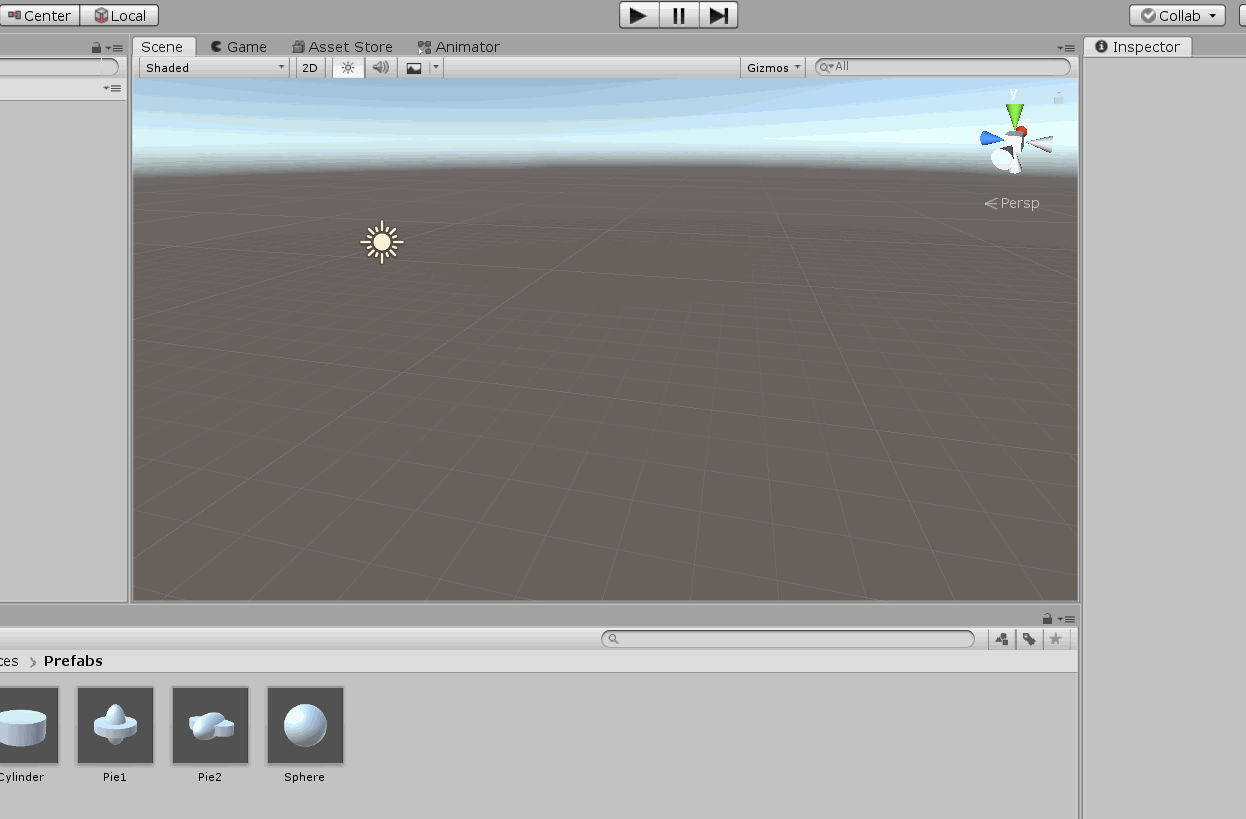 Center Local Collab
Scene Game Asset Store Animator Inspector
Shaded 2D Gizmos All
y
Persp
ces > Prefabs
Cylinder Pie1 Pie2 Sphere